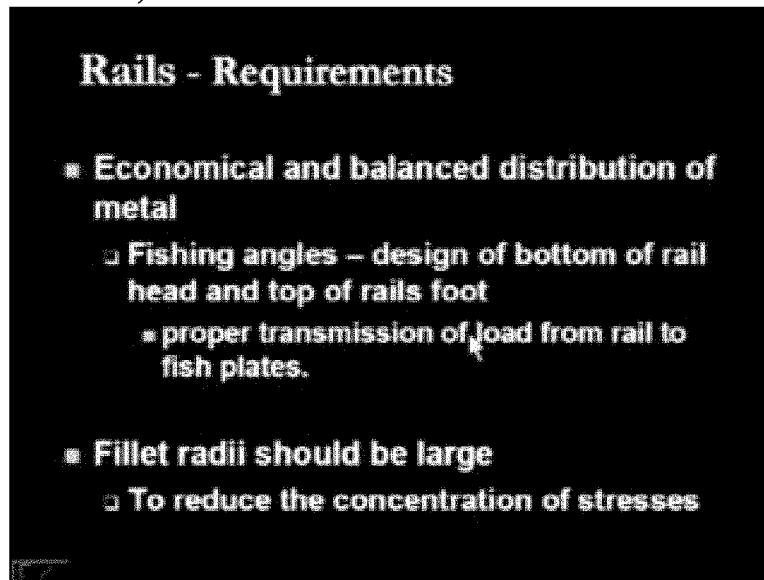 Rails - Requirements
Economical and balanced distribution of
metal
Fishing angles – design of bottom of rail
head and top of rails foot
proper transmission of load from rail to
fish plates.
Fillet radii should be large
To reduce the concentration of stresses